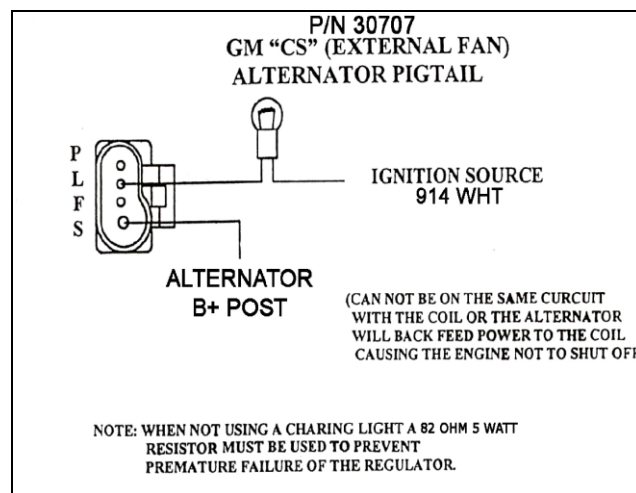 P/N 30707
GM "CS" (EXTERNAL FAN)
ALTERNATOR PIGTAIL
P
L
F
S
IGNITION SOURCE
914 WHT
ALTERNATOR
B+ POST
(CAN NOT BE ON THE SAME CURCUIT
WITH THE COIL OR THE ALTERNATOR
WILL BACK FEED POWER TO THE COIL
CAUSING THE ENGINE NOT TO SHUT OFF
NOTE: WHEN NOT USING A CHARING LIGHT A 82 OHM 5 WATT
RESISTOR MUST BE USED TO PREVENT
PREMATURE FAILURE OF THE REGULATOR.